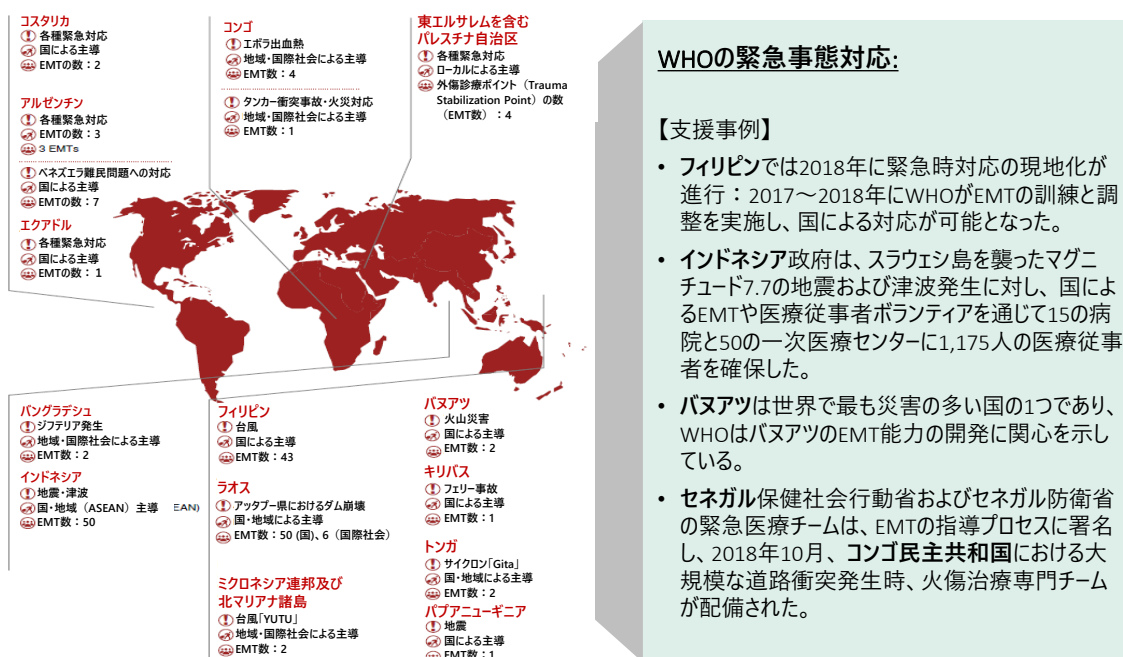 コスタリカ
各種緊急対応
国による主導
EMTの数：2
アルゼンチン
各種緊急対応
EMTの数：3
3 EMTs
ベネズエラ難民問題への対応
国による主導
EMTの数：7
エクアドル
各種緊急対応
国による主導
EMTの数： 1
コンゴ
エボラ出血熱
地域・国際社会による主導
EMT数：4
タンカー衝突事故・火災対応
地域・国際社会による主導
EMT数：1
東エルサレムを含む
パレスチナ自治区
各種緊急対応
ローカルによる主導
外傷診療ポイント（Trauma
Stabilization Point）の数
（EMT数）：4
バングラデシュ
ジフテリア発生
地域・国際社会による主導
EMT数：2
インドネシア
地震・津波
国・地域（ASEAN）主導 EAN)
EMT数：50
フィリピン
台風
国による主導
EMT数：43
ラオス
アッタプー県におけるダム崩壊
国・地域による主導
EMT数：50 (国)、6（国際社会）
ミクロネシア連邦及び
北マリアナ諸島
台風「YUTU」
地域・国際社会による主導
EMT数：2
バヌアツ
火山災害
国による主導
EMT数：2
キリバス
フェリー事故
国による主導
EMT数：1
トンガ
サイクロン「Gita」
国・地域による主導
EMT数：2
パプアニューギニア
地震
国による主導
EMT数：1
WHOの緊急事態対応:
【支援事例】
• フィリピンでは2018年に緊急時対応の現地化が
進行：2017～2018年にWHOがEMTの訓練と調
整を実施し、国による対応が可能となった。
• インドネシア政府は、スラウェシ島を襲ったマグニ
チュード7.7の地震および津波発生に対し、国によ
るEMTや医療従事者ボランティアを通じて15の病
院と50の一次医療センターに1,175人の医療従事
者を確保した。
• バヌアツは世界で最も災害の多い国の1つであり、
WHOはバヌアツのEMT能力の開発に関心を示し
ている。
• セネガル保健社会行動省およびセネガル防衛省
の緊急医療チームは、EMTの指導プロセスに署名
し、2018年10月、コンゴ民主共和国における大
規模な道路衝突発生時、火傷治療専門チーム
が配備された。